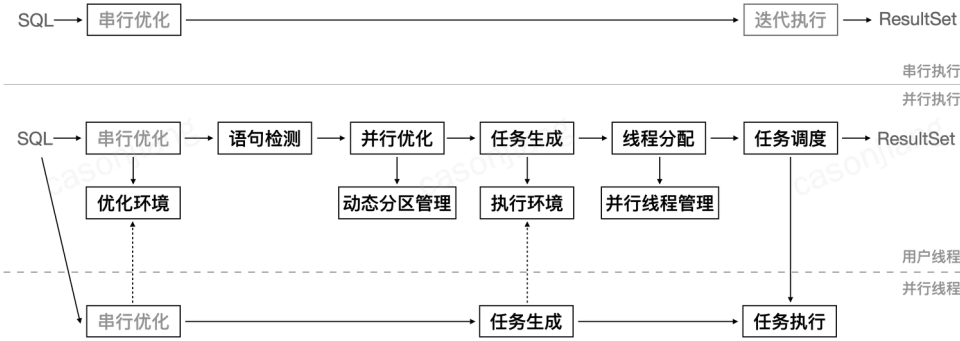 SQL 串行优化 迭代执行 ResultSet
串行执行
并行执行
SQL 串行优化 语句检测 并行优化 任务生成 线程分配 任务调度 ResultSet
优化环境 动态分区管理 执行环境 并行线程管理
用户线程
并行线程
串行优化 任务生成 任务执行